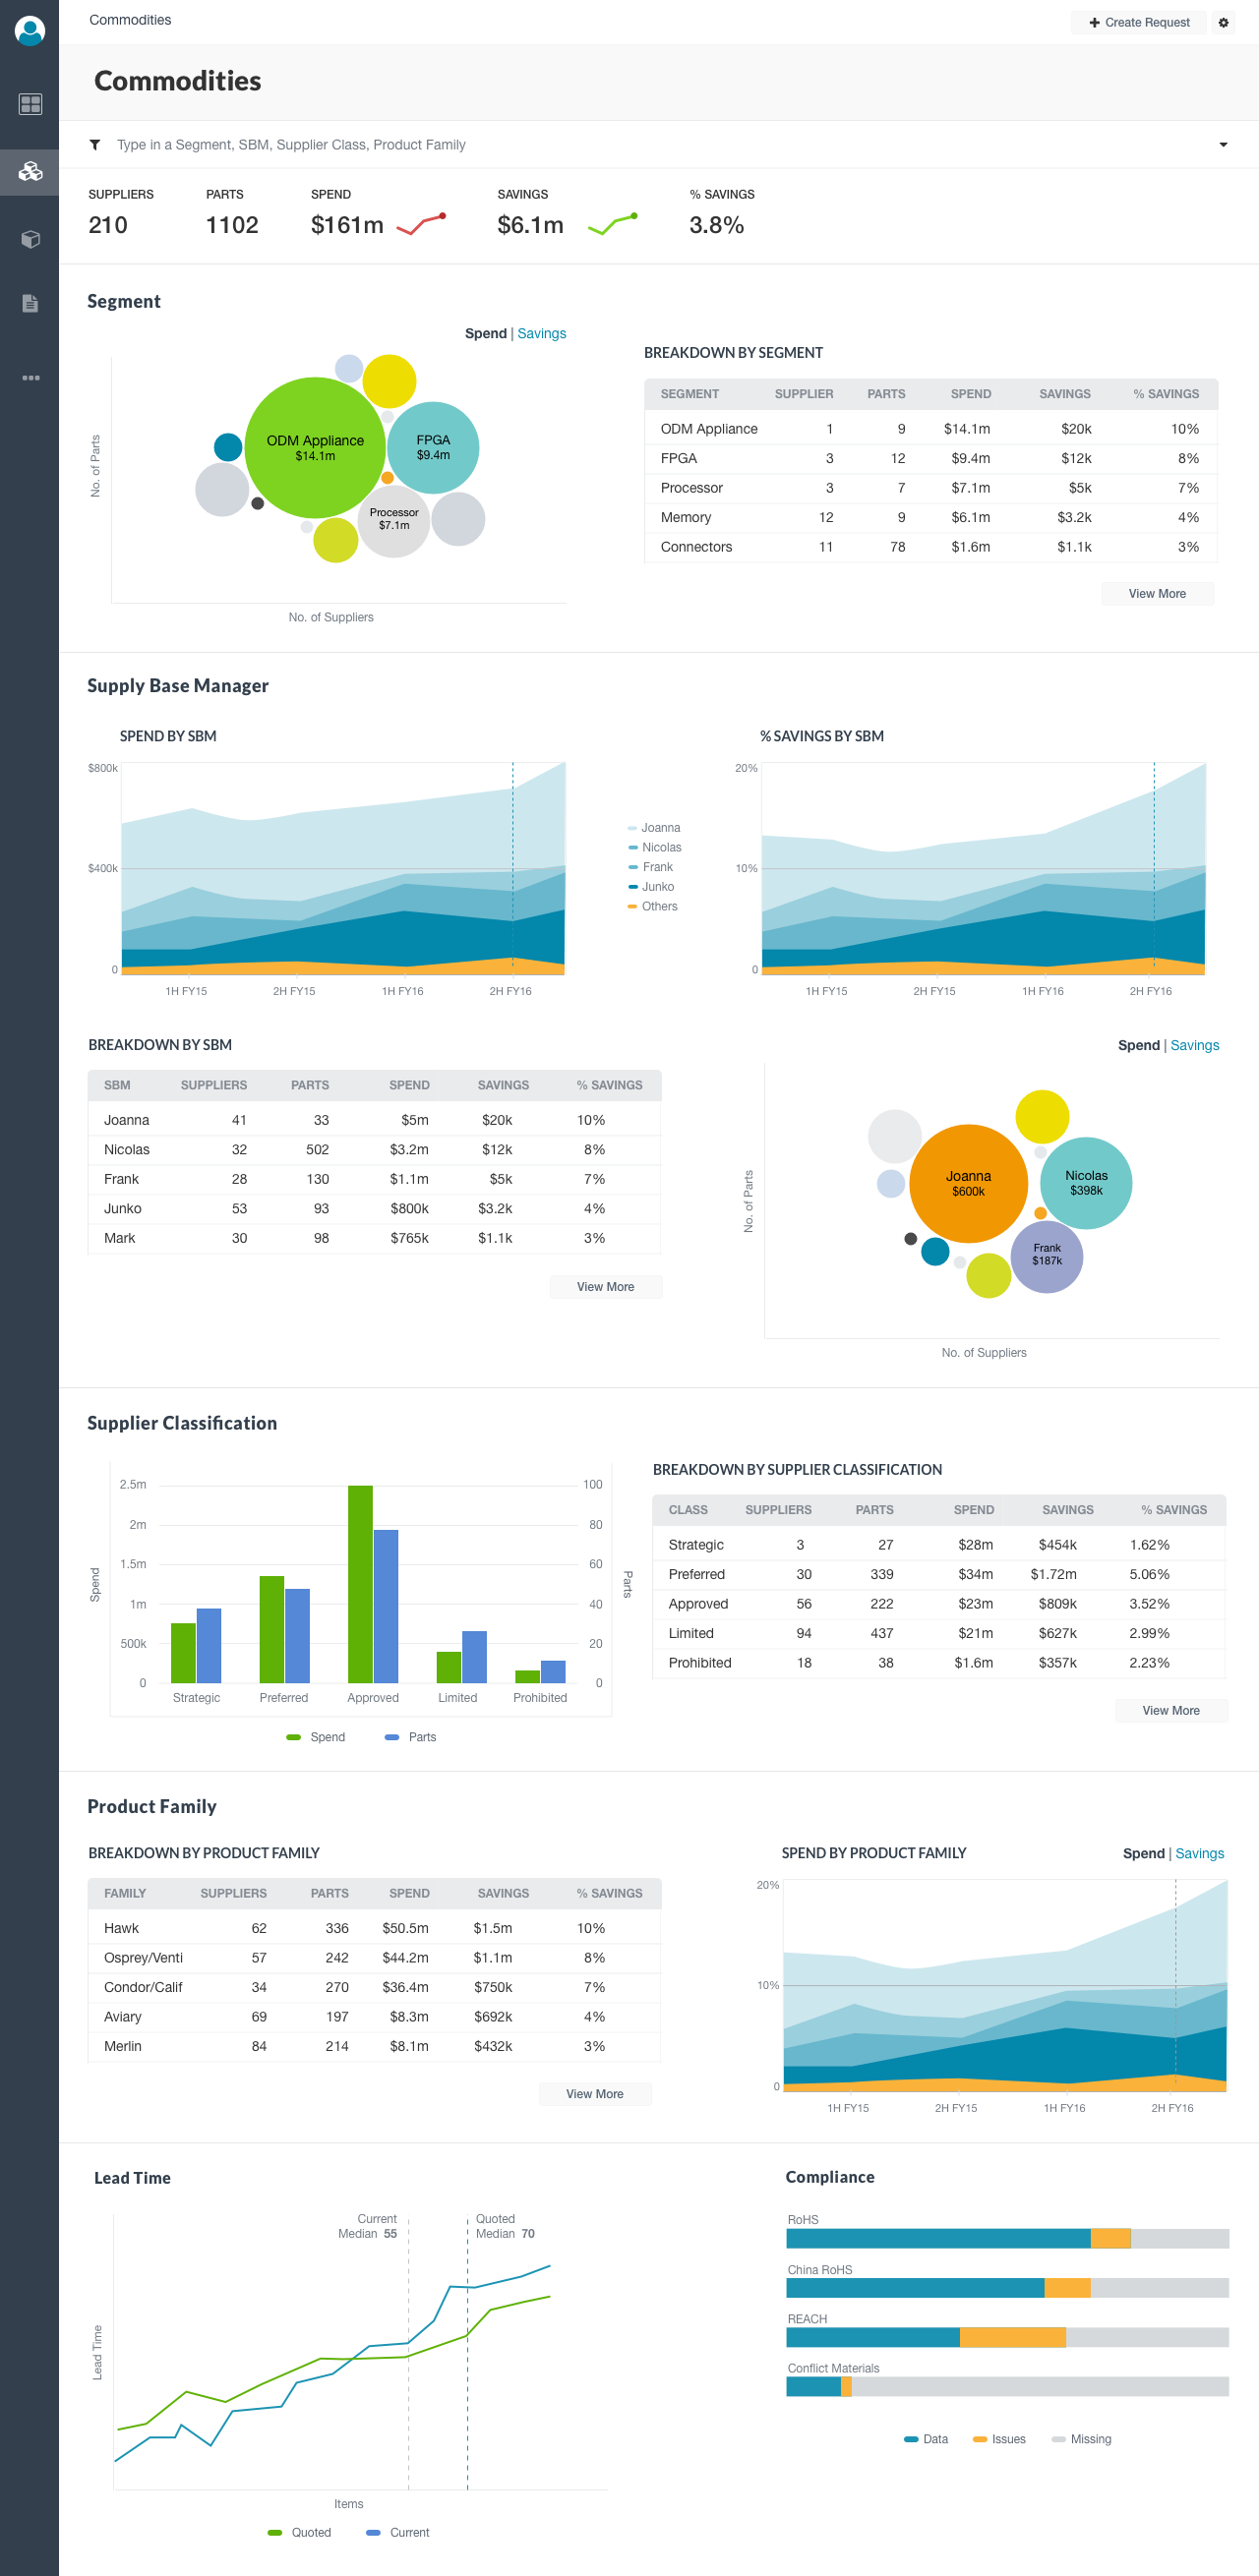 Commodities
Create Request
Commodities
Type in a Segment, SBM, Supplier Class, Product Family
SUPPLIERS PARTS SPEND SAVINGS % SAVINGS
210 1102 $161m $6.1m 3.8%
Segment
Spend | Savings
No. of Parts
ODM Appliance
$14.1m
FPGA
$9.4m
Processor
$7.1m
No. of Suppliers
BREAKDOWN BY SEGMENT
SEGMENT SUPPLIER PARTS SPEND SAVINGS % SAVINGS
ODM Appliance 1 9 $14.1m $20k 10%
FPGA 3 12 $9.4m $12k 8%
Processor 3 7 $7.1m $5k 7%
Memory 12 9 $6.1m $3.2k 4%
Connectors 11 78 $1.6m $1.1k 3%
View More
Supply Base Manager
SPEND BY SBM
$800k
$400k
0
1H FY15 2H FY15 1H FY16 2H FY16
Joanna
Nicolas
Frank
Junko
Others
% SAVINGS BY SBM
20%
10%
0
1H FY15 2H FY15 1H FY16 2H FY16
BREAKDOWN BY SBM
SBM SUPPLIERS PARTS SPEND SAVINGS % SAVINGS
Joanna 41 33 $5m $20k 10%
Nicolas 32 502 $3.2m $12k 8%
Frank 28 130 $1.1m $5k 7%
Junko 53 93 $800k $3.2k 4%
Mark 30 98 $765k $1.1k 3%
View More
Spend | Savings
No. of Parts
Joanna
$600k
Nicolas
$398k
Frank
$187k
No. of Suppliers
Supplier Classification
Spend
2.5m 100
2m 80
1.5m 60
1m 40
500k 20
0 0
Parts
Strategic Preferred Approved Limited Prohibited
Spend Parts
BREAKDOWN BY SUPPLIER CLASSIFICATION
CLASS SUPPLIERS PARTS SPEND SAVINGS % SAVINGS
Strategic 3 27 $28m $454k 1.62%
Preferred 30 339 $34m $1.72m 5.06%
Approved 56 222 $23m $809k 3.52%
Limited 94 437 $21m $627k 2.99%
Prohibited 18 38 $1.6m $357k 2.23%
View More
Product Family
BREAKDOWN BY PRODUCT FAMILY
FAMILY SUPPLIERS PARTS SPEND SAVINGS % SAVINGS
Hawk 62 336 $50.5m $1.5m 10%
Osprey/Venti 57 242 $44.2m $1.1m 8%
Condor/Calif 34 270 $36.4m $750k 7%
Aviary 69 197 $8.3m $692k 4%
Merlin 84 214 $8.1m $432k 3%
View More
SPEND BY PRODUCT FAMILY
Spend | Savings
20%
10%
0
1H FY15 2H FY15 1H FY16 2H FY16
Lead Time
Current
Median 55
Quoted
Median 70
Lead Time
Items
Quoted Current
Compliance
RoHS
China RoHS
REACH
Conflict Materials
Data Issues Missing